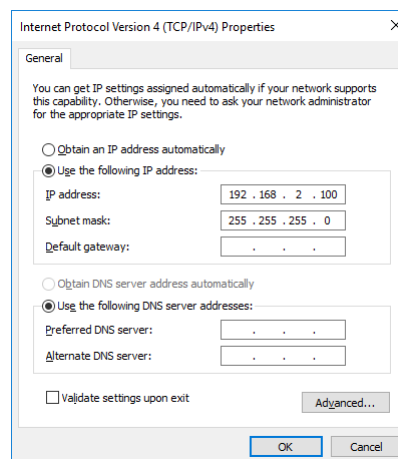 Internet Protocol Version 4 (TCP/IPv4) Properties
General
You can get IP settings assigned automatically if your network supports
this capability. Otherwise, you need to ask your network administrator
for the appropriate IP settings.
Obtain an IP address automatically
Use the following IP address:
IP address: 192 . 168 . 2 . 100
Subnet mask: 255 . 255 . 255 . 0
Default gateway: . . .
Obtain DNS server address automatically
Use the following DNS server addresses:
Preferred DNS server: . . .
Alternate DNS server: . . .
Validate settings upon exit
Advanced...
OK Cancel